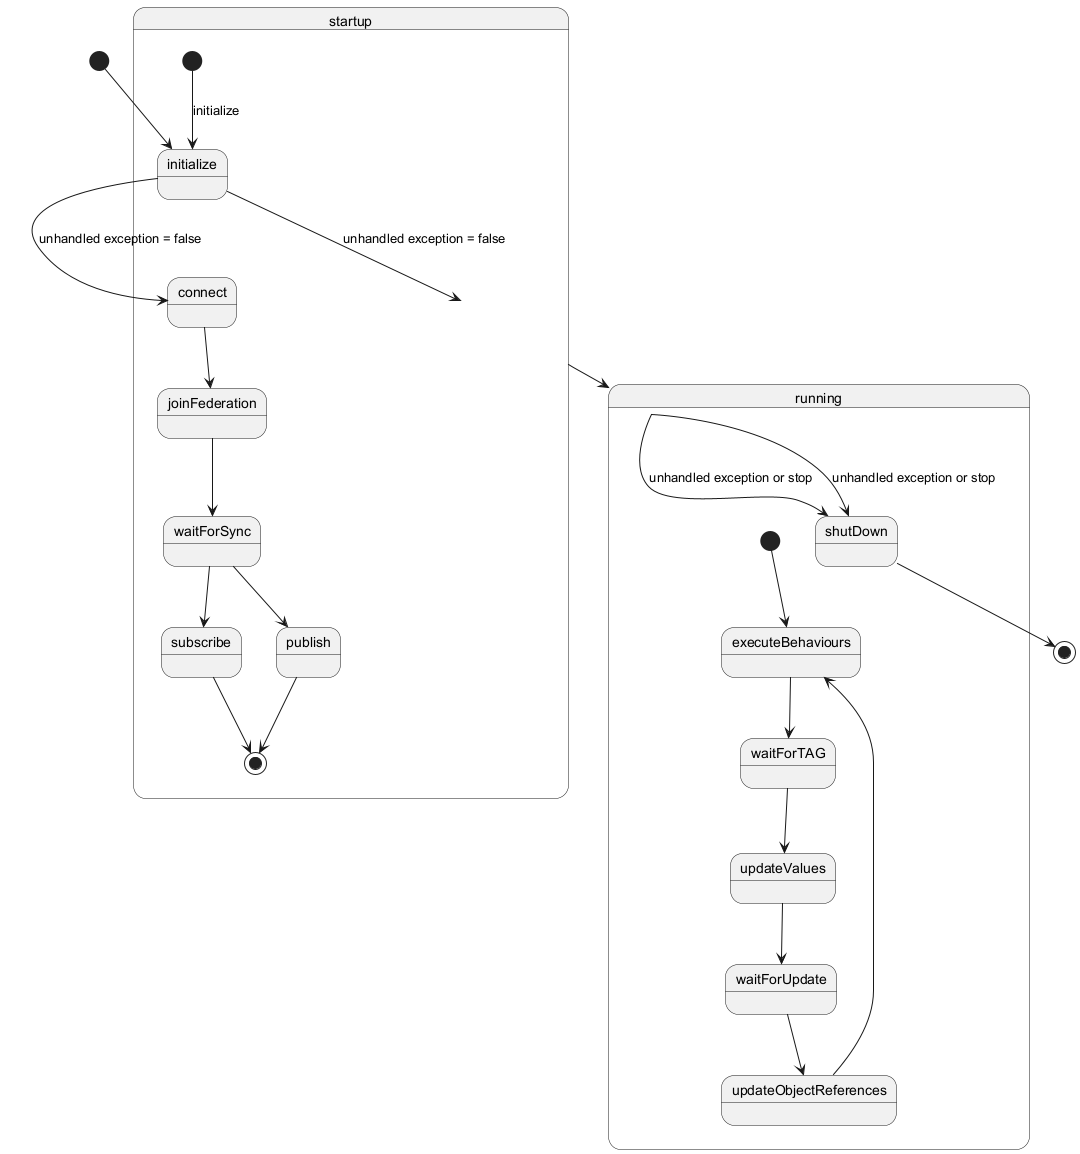 startup
initialize
initialize
unhandled exception = false
unhandled exception = false
connect
joinFederation
waitForSync
subscribe
publish
running
unhandled exception or stop
unhandled exception or stop
shutDown
executeBehaviours
waitForTAG
updateValues
waitForUpdate
updateObjectReferences